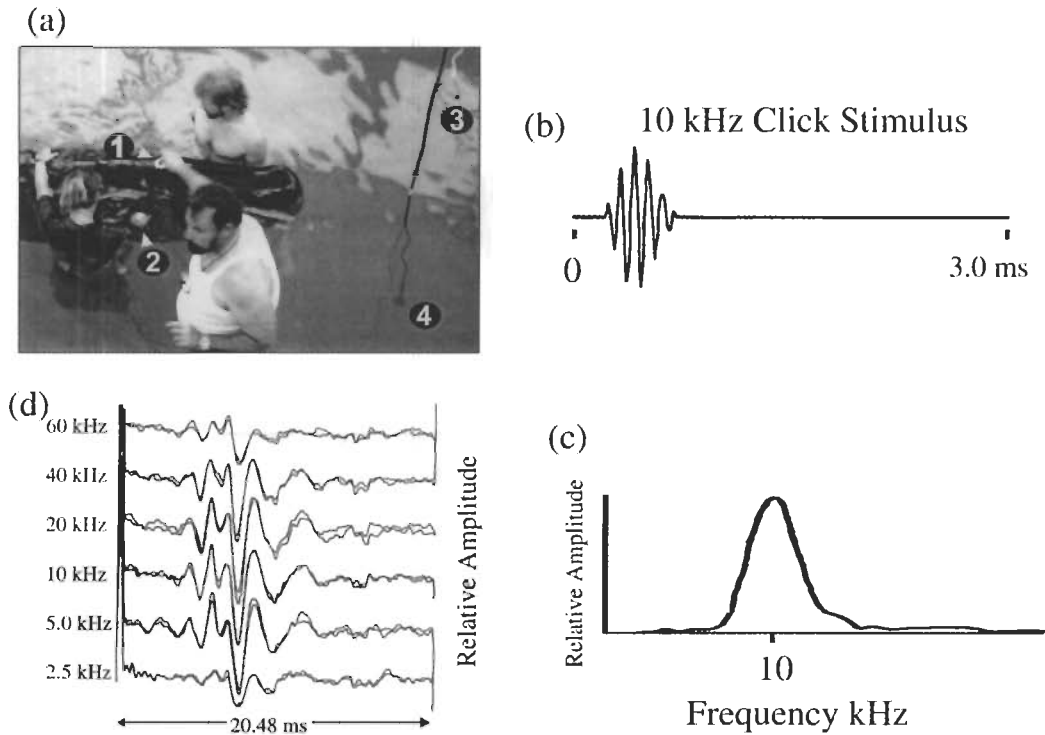 (a)
1
2
3
4
(b)
10 kHz Click Stimulus
0
3.0 ms
(d)
60 kHz
40 kHz
20 kHz
10 kHz
5.0 kHz
2.5 kHz
20.48 ms
Relative Amplitude
(c)
Relative Amplitude
10
Frequency kHz